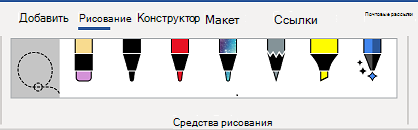 Добавить Рисование Конструктор Макет Ссылки Почтовые рассылки
Средства рисования